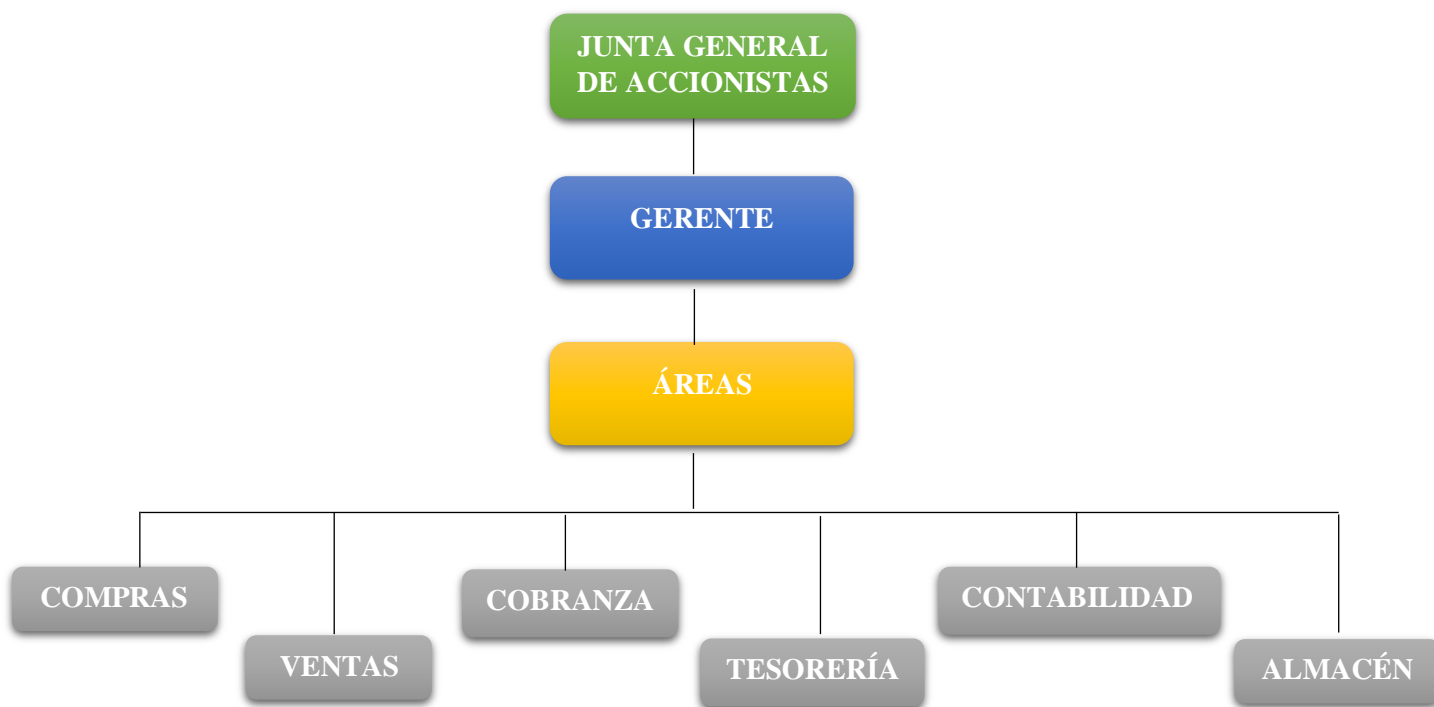 JUNTA GENERAL
DE ACCIONISTAS
GERENTE
ÁREAS
COMPRAS
VENTAS
COBRANZA
TESORERÍA
CONTABILIDAD
ALMACÉN